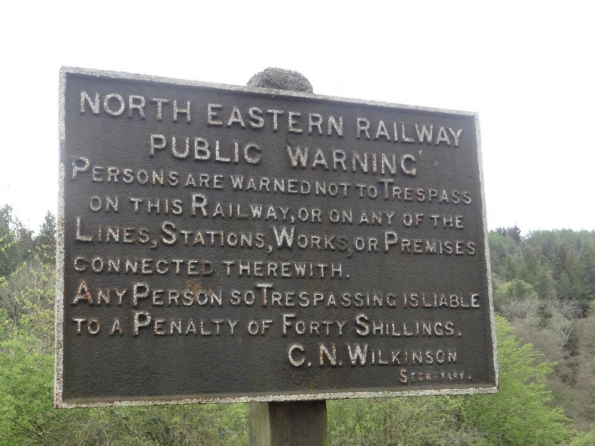 NORTH EASTERN RAILWAY
PUBLIC WARNING
PERSONS ARE WARNED NOT TO TRESPASS
ON THIS RAILWAY, OR ON ANY OF THE
LINES, STATIONS, WORKS, OR PREMISES
CONNECTED THEREWITH.
ANY PERSON SO TRESPASSING IS LIABLE
TO A PENALTY OF FORTY SHILLINGS.
C. N. WILKINSON
SECRETARY.